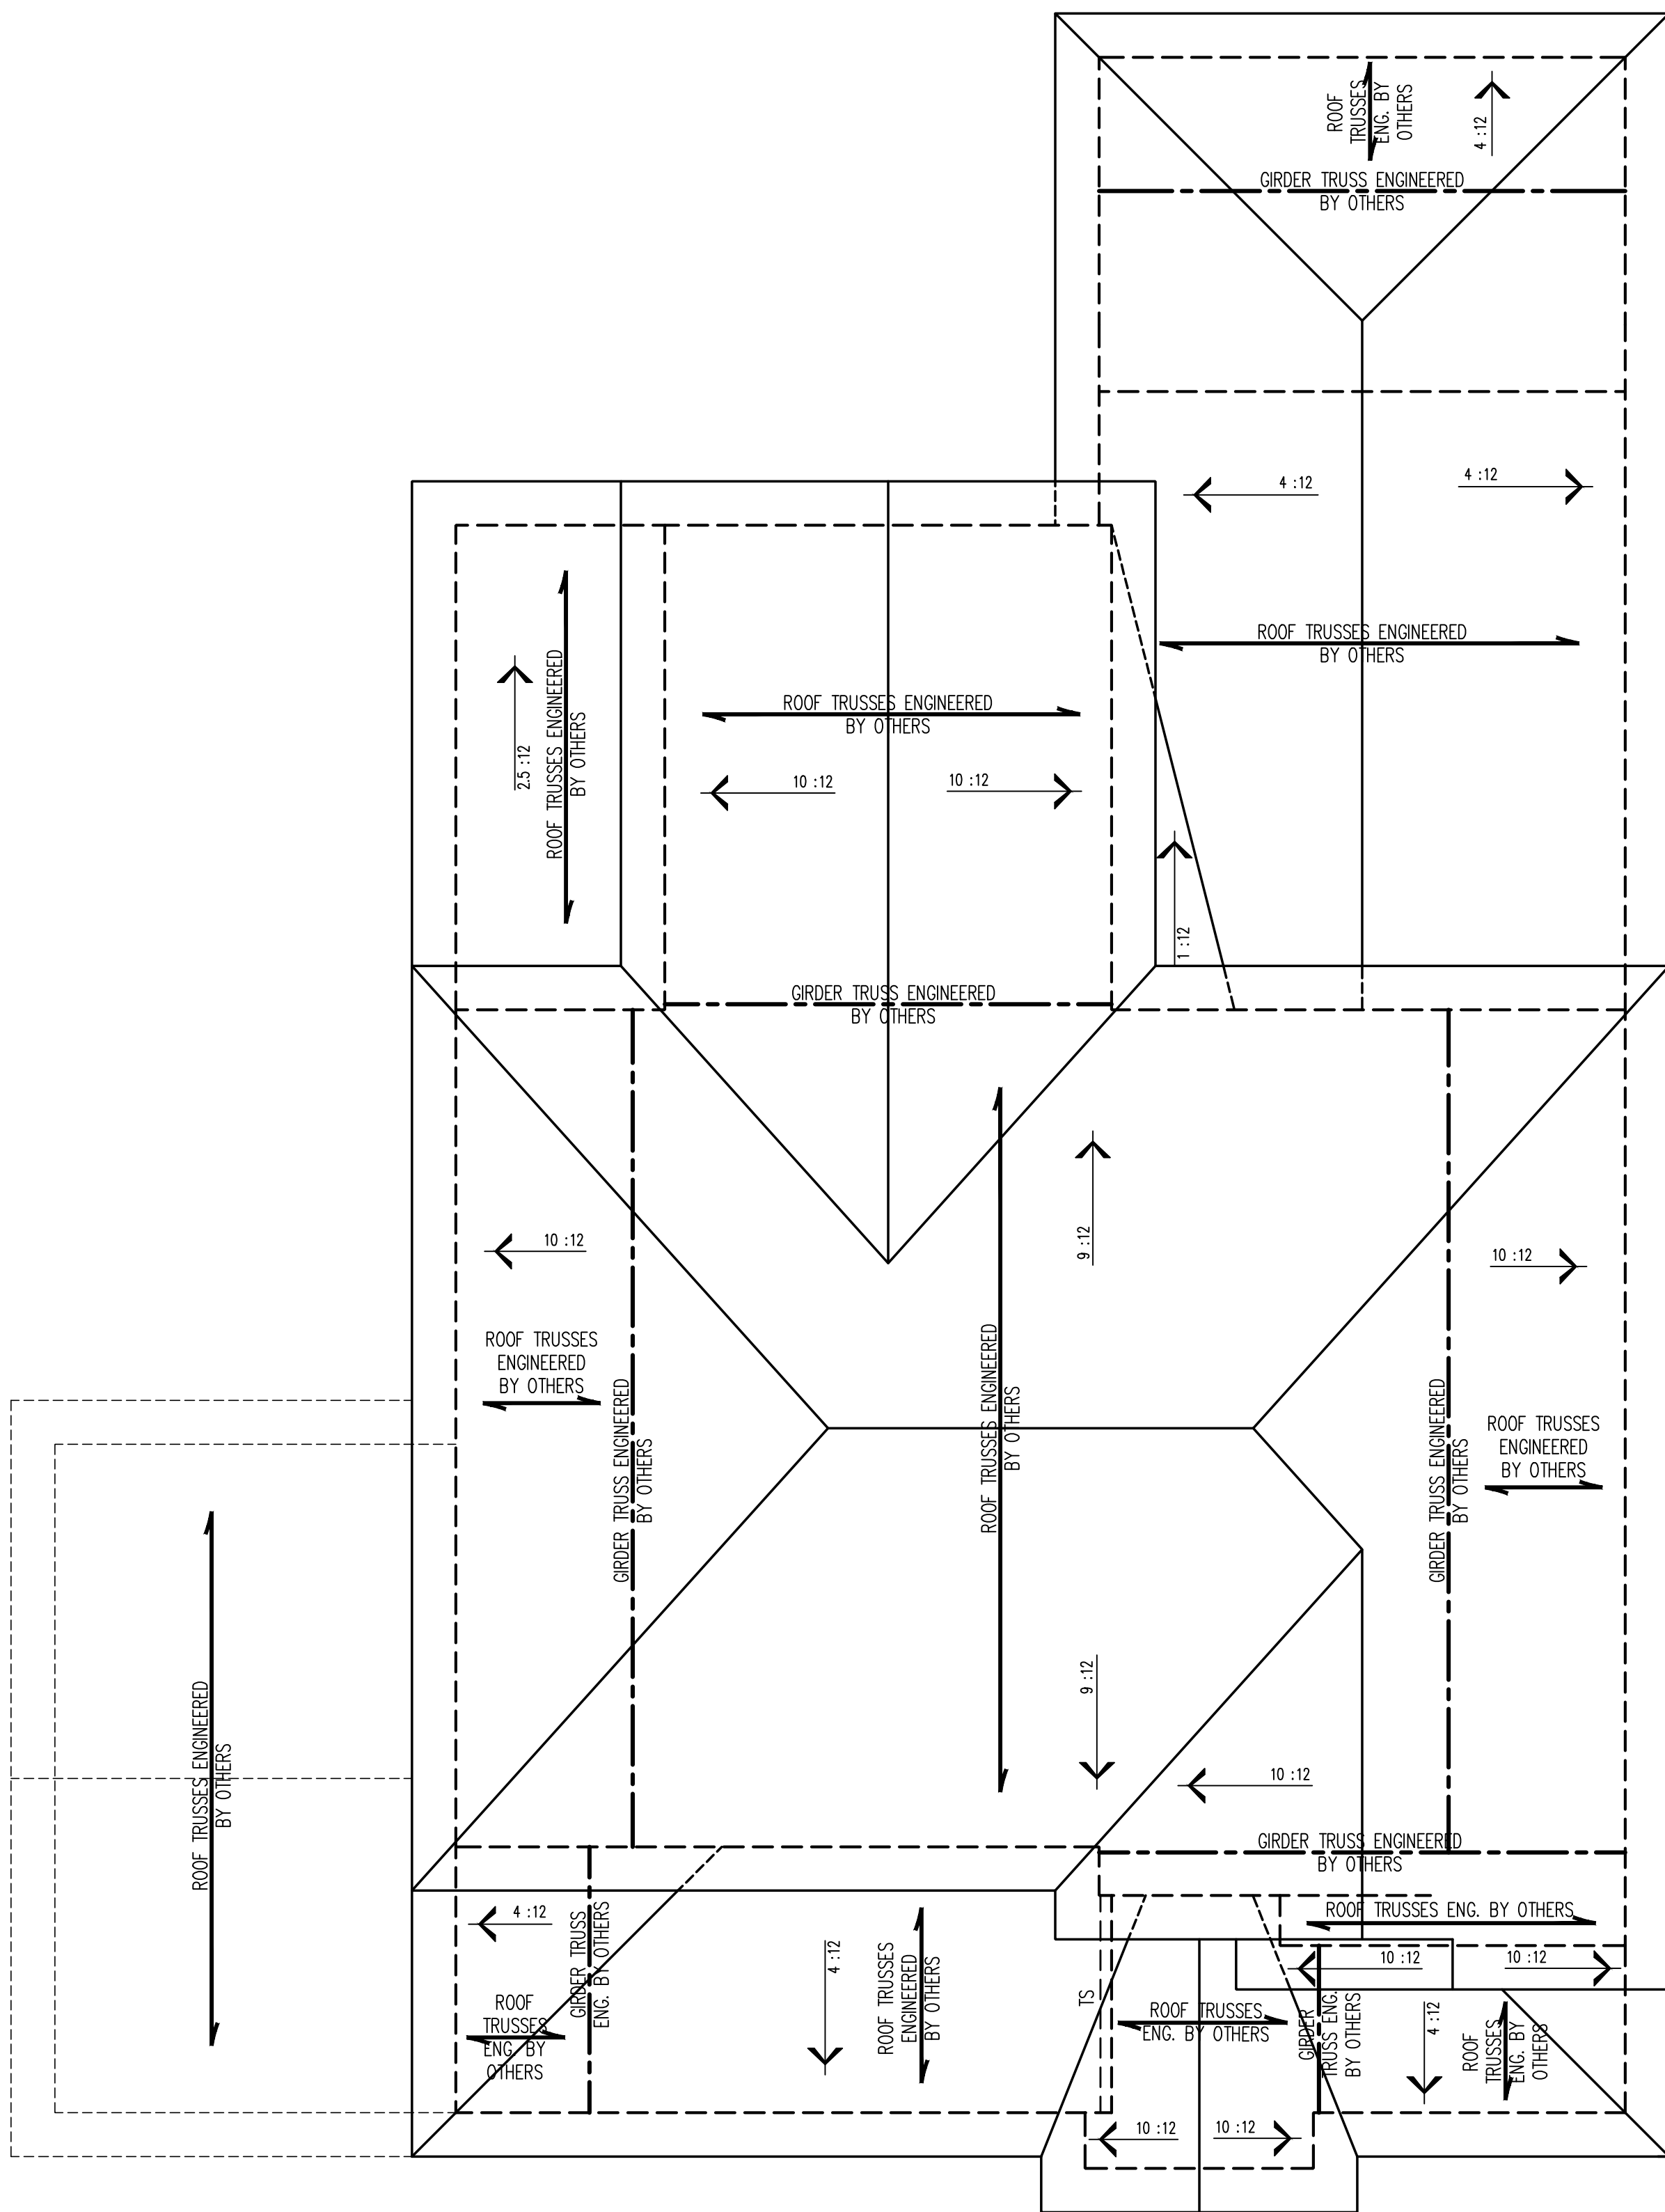 ROOF
TRUSSES
ENG. BY
OTHERS
4 :12
GIRDER TRUSS ENGINEERED
BY OTHERS
4 :12
4 :12
ROOF TRUSSES ENGINEERED
BY OTHERS
2.5 :12
ROOF TRUSSES ENGINEERED
BY OTHERS
ROOF TRUSSES ENGINEERED
BY OTHERS
10 :12
10 :12
1 :12
GIRDER TRUSS ENGINEERED
BY OTHERS
9 :12
10 :12
10 :12
ROOF TRUSSES
ENGINEERED
BY OTHERS
GIRDER TRUSS ENGINEERED
BY OTHERS
ROOF TRUSSES ENGINEERED
BY OTHERS
GIRDER TRUSS ENGINEERED
BY OTHERS
ROOF TRUSSES
ENGINEERED
BY OTHERS
ROOF TRUSSES ENGINEERED
BY OTHERS
9 :12
10 :12
GIRDER TRUSS ENGINEERED
BY OTHERS
ROOF TRUSSES ENG. BY OTHERS
4 :12
GIRDER TRUSS
ENG. BY OTHERS
ROOF
TRUSSES
ENG. BY
OTHERS
4 :12
ROOF TRUSSES
ENGINEERED
BY OTHERS
TS
ROOF TRUSSES
ENG. BY OTHERS
10 :12
10 :12
GIRDER
TRUSS ENG.
BY OTHERS
4 :12
ROOF
TRUSSES
ENG. BY
OTHERS
10 :12
10 :12